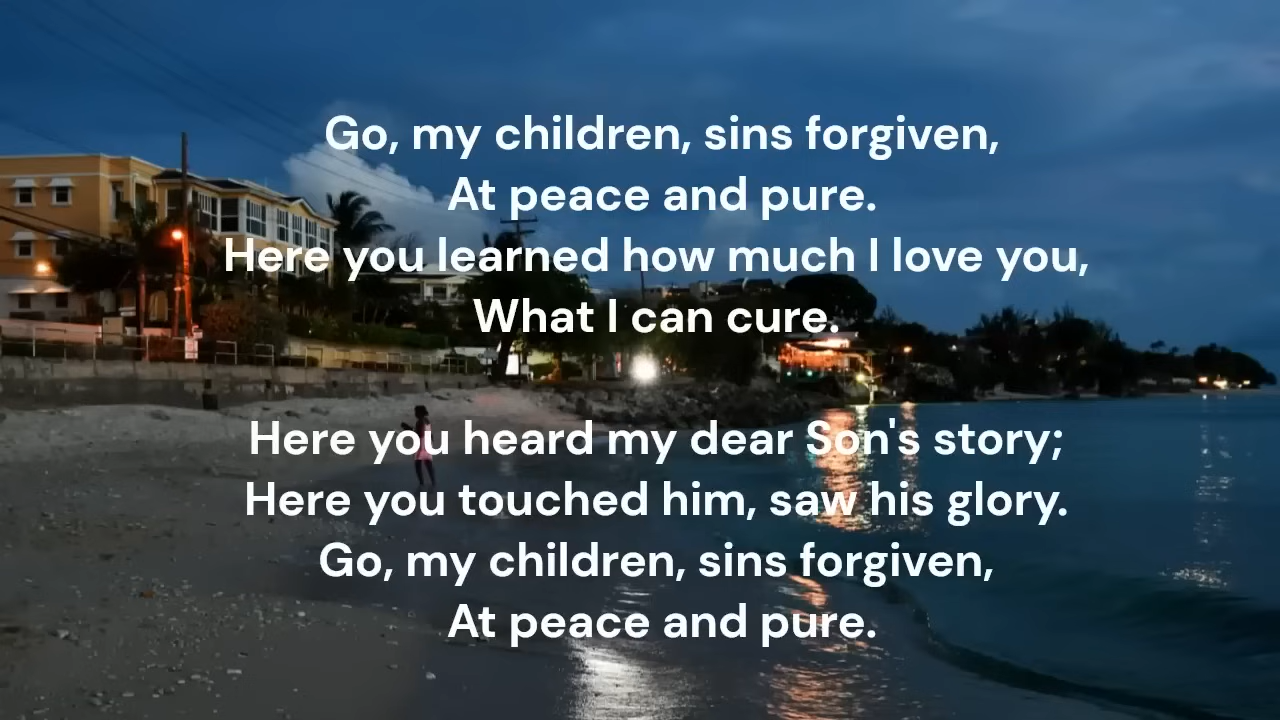 Go, my children, sins forgiven,
At peace and pure.
Here you learned how much I love you,
What I can cure.
Here you heard my dear Son's story;
Here you touched him, saw his glory.
Go, my children, sins forgiven,
At peace and pure.